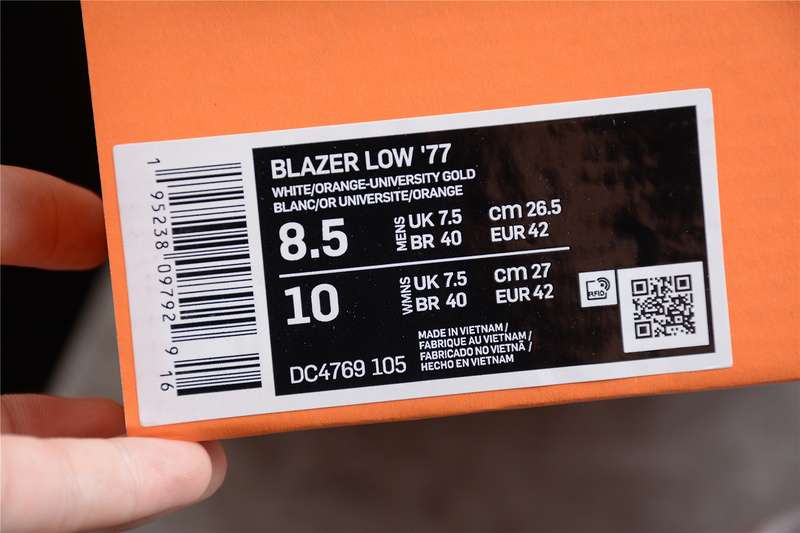 BLAZER LOW '77
WHITE/ORANGE-UNIVERSITY GOLD
BLANC/OR UNIVERSITE/ORANGE
8.5 MENS UK 7.5 cm 26.5
BR 40 EUR 42
10 WMNS UK 7.5 cm 27
BR 40 EUR 42
RFID
DC4769 105
MADE IN VIETNAM /
FABRIQUE AU VIETNAM /
FABRICADO NO VIETNÃ /
HECHO EN VIETNAM
1 95238 09792 9 16